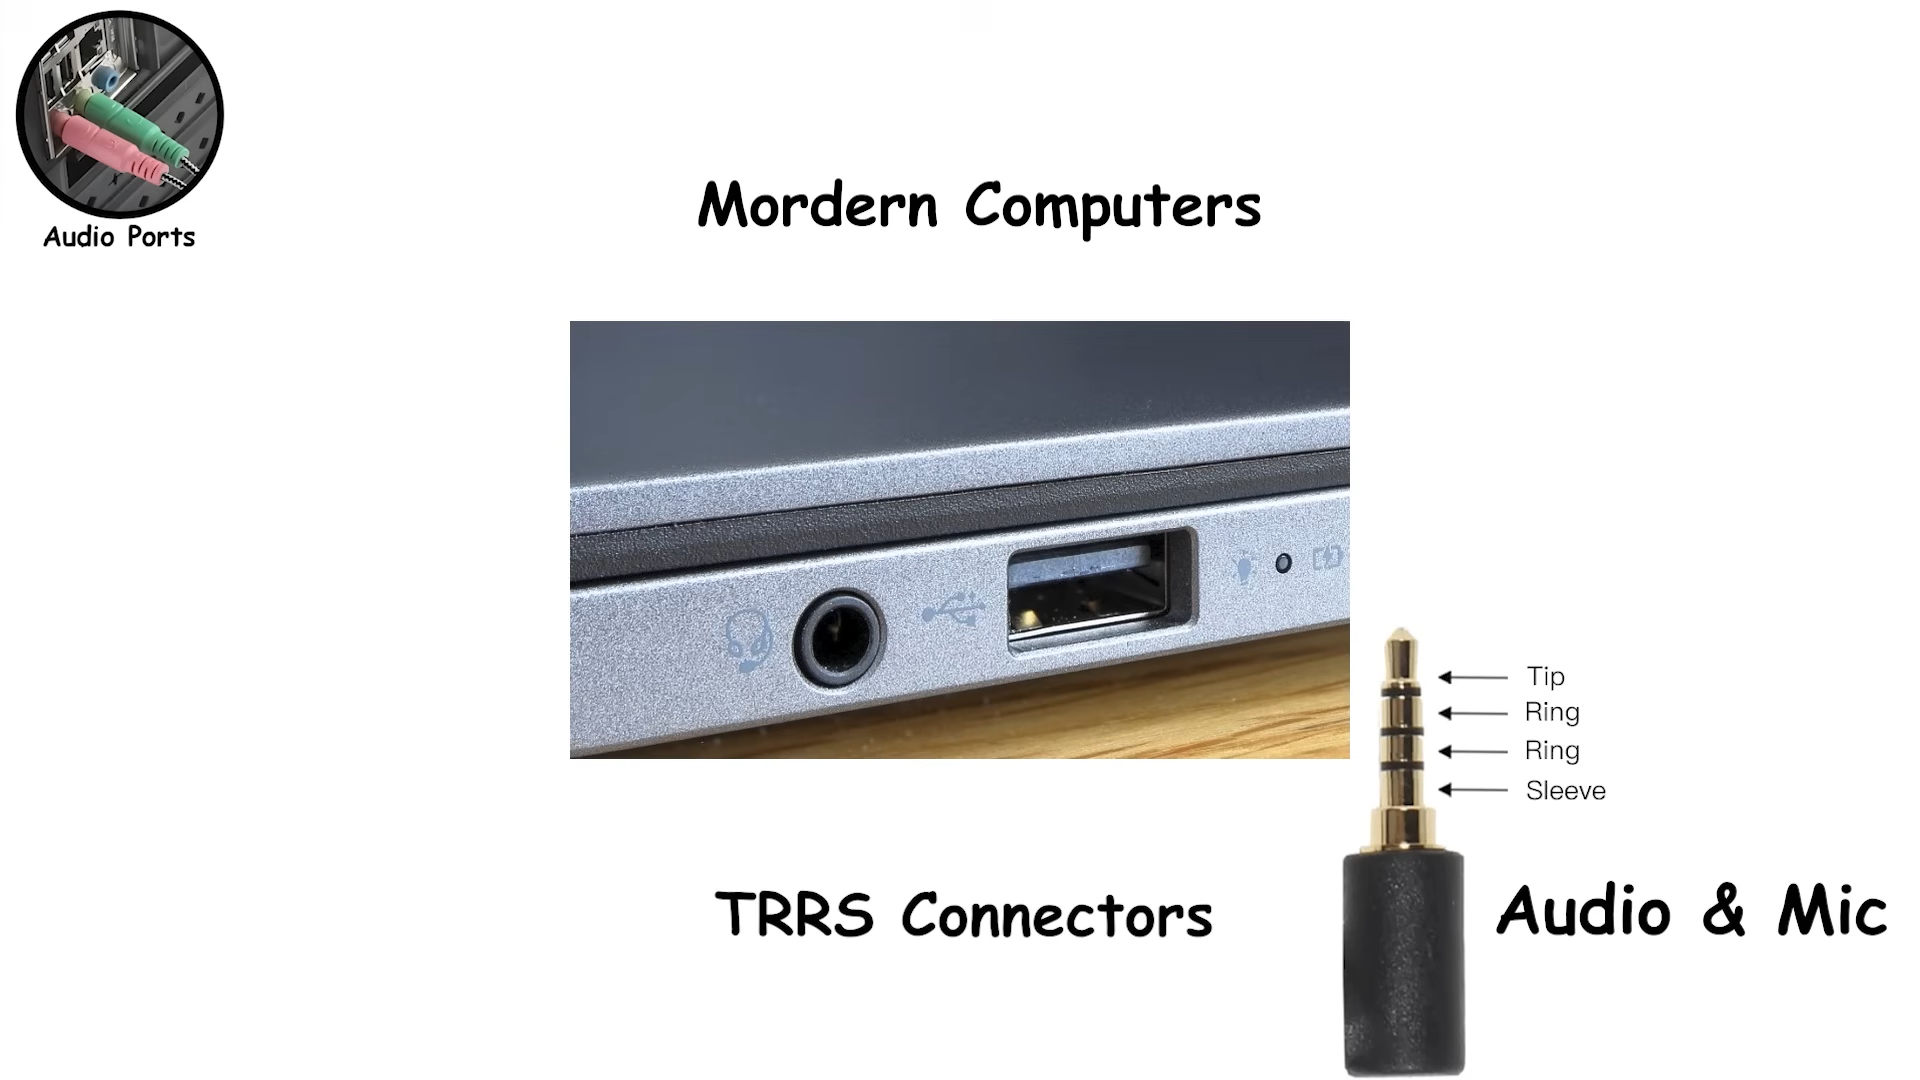 Audio Ports
Mordern Computers
Tip
Ring
Ring
Sleeve
TRRS Connectors
Audio & Mic